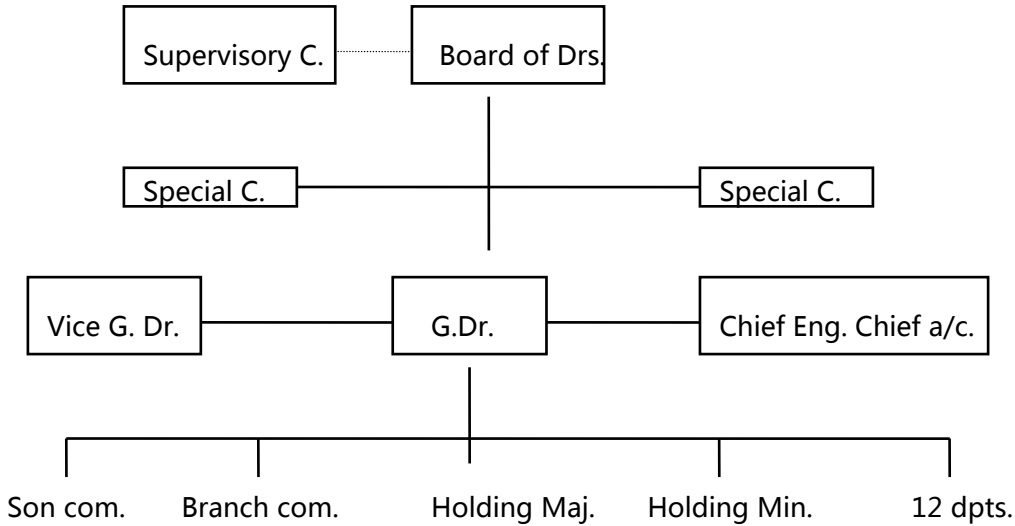 Supervisory C. Board of Drs.
Special C. Special C.
Vice G. Dr. G.Dr. Chief Eng. Chief a/c.
Son com. Branch com. Holding Maj. Holding Min. 12 dpts.